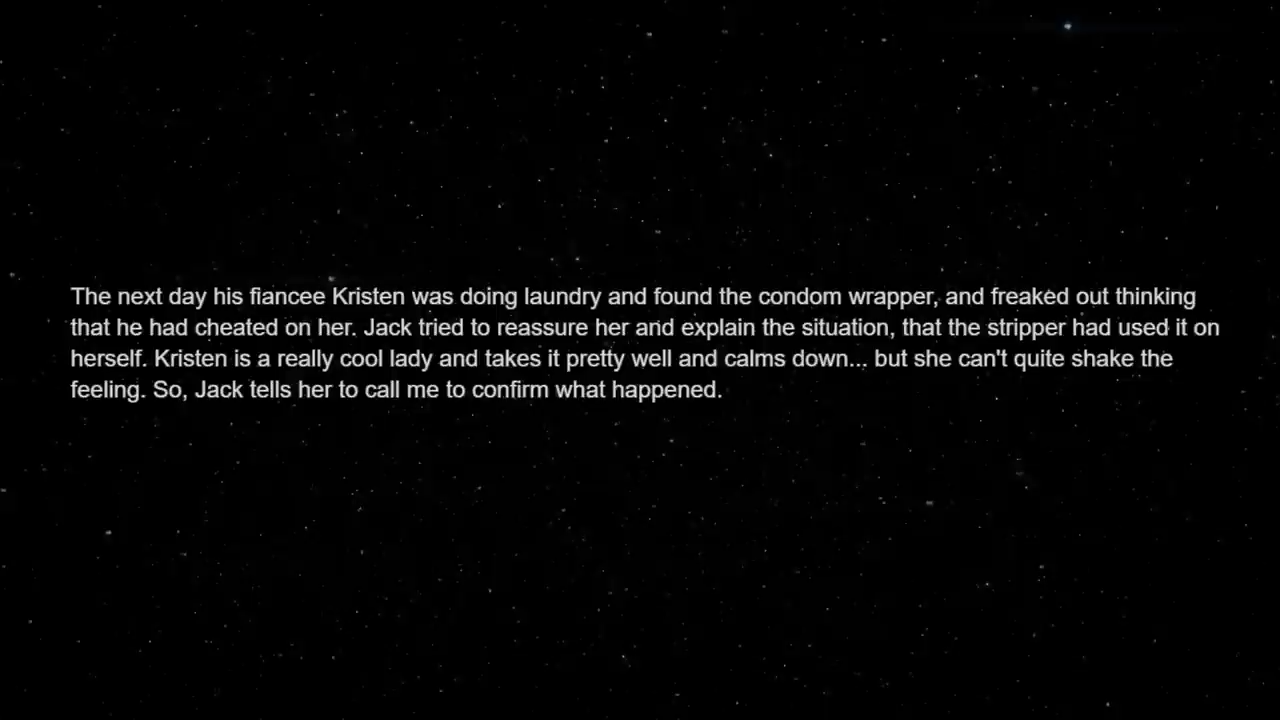 The next day his fiancee Kristen was doing laundry and found the condom wrapper, and freaked out thinking
that he had cheated on her. Jack tried to reassure her and explain the situation, that the stripper had used it on
herself. Kristen is a really cool lady and takes it pretty well and calms down... but she can't quite shake the
feeling. So, Jack tells her to call me to confirm what happened.